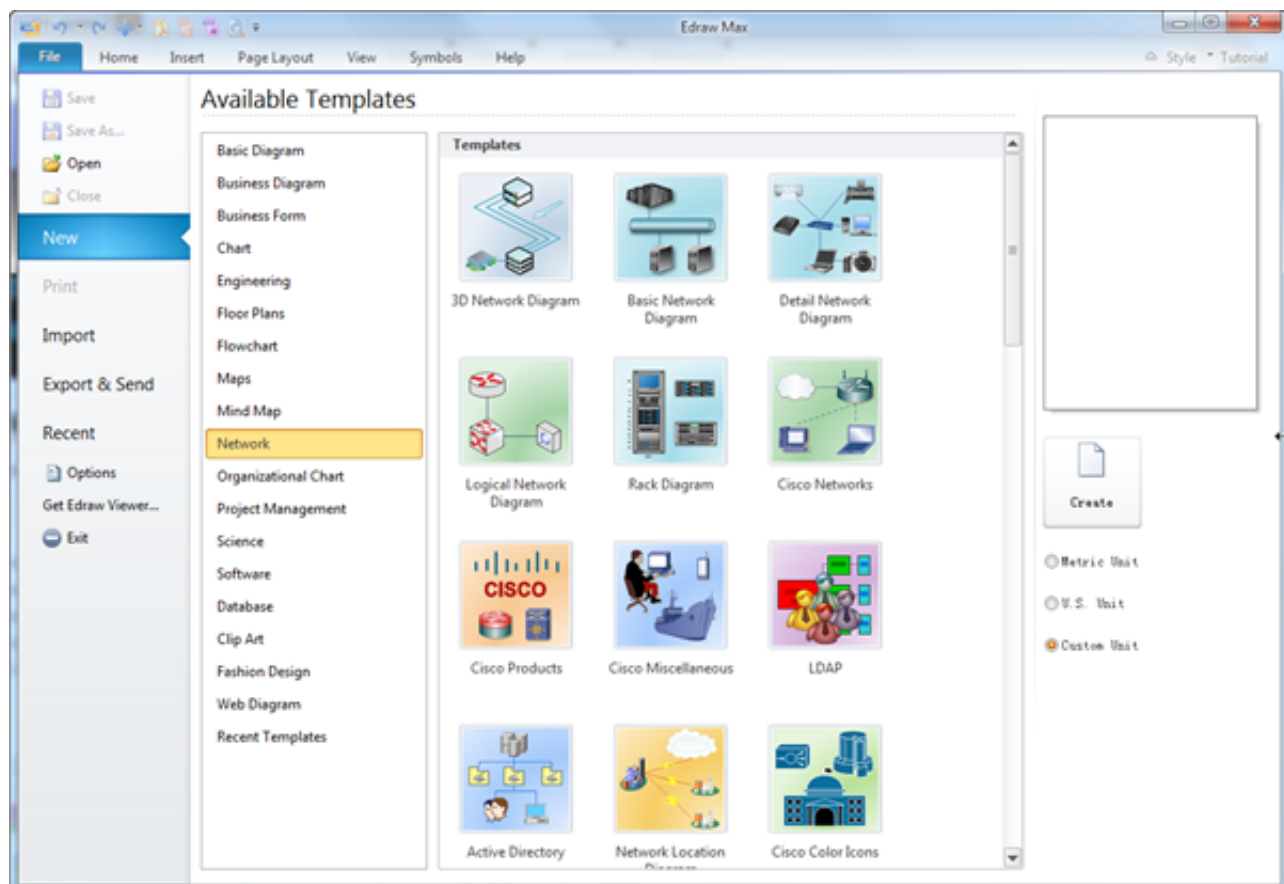 Edraw Max
File Home Insert Page Layout View Symbols Help
Style Tutorial
Save
Save As...
Open
Close
New
Print
Import
Export & Send
Recent
Options
Get Edraw Viewer...
Exit
Available Templates
Basic Diagram
Business Diagram
Business Form
Chart
Engineering
Floor Plans
Flowchart
Maps
Mind Map
Network
Organizational Chart
Project Management
Science
Software
Database
Clip Art
Fashion Design
Web Diagram
Recent Templates
Templates
3D Network Diagram
Basic Network
Diagram
Detail Network
Diagram
Logical Network
Diagram
Rack Diagram
Cisco Networks
CISCO
Cisco Products
Cisco Miscellaneous
LDAP
Active Directory
Network Location
Diagram
Cisco Color Icons
Create
Metric Unit
U.S. Unit
Custom Unit